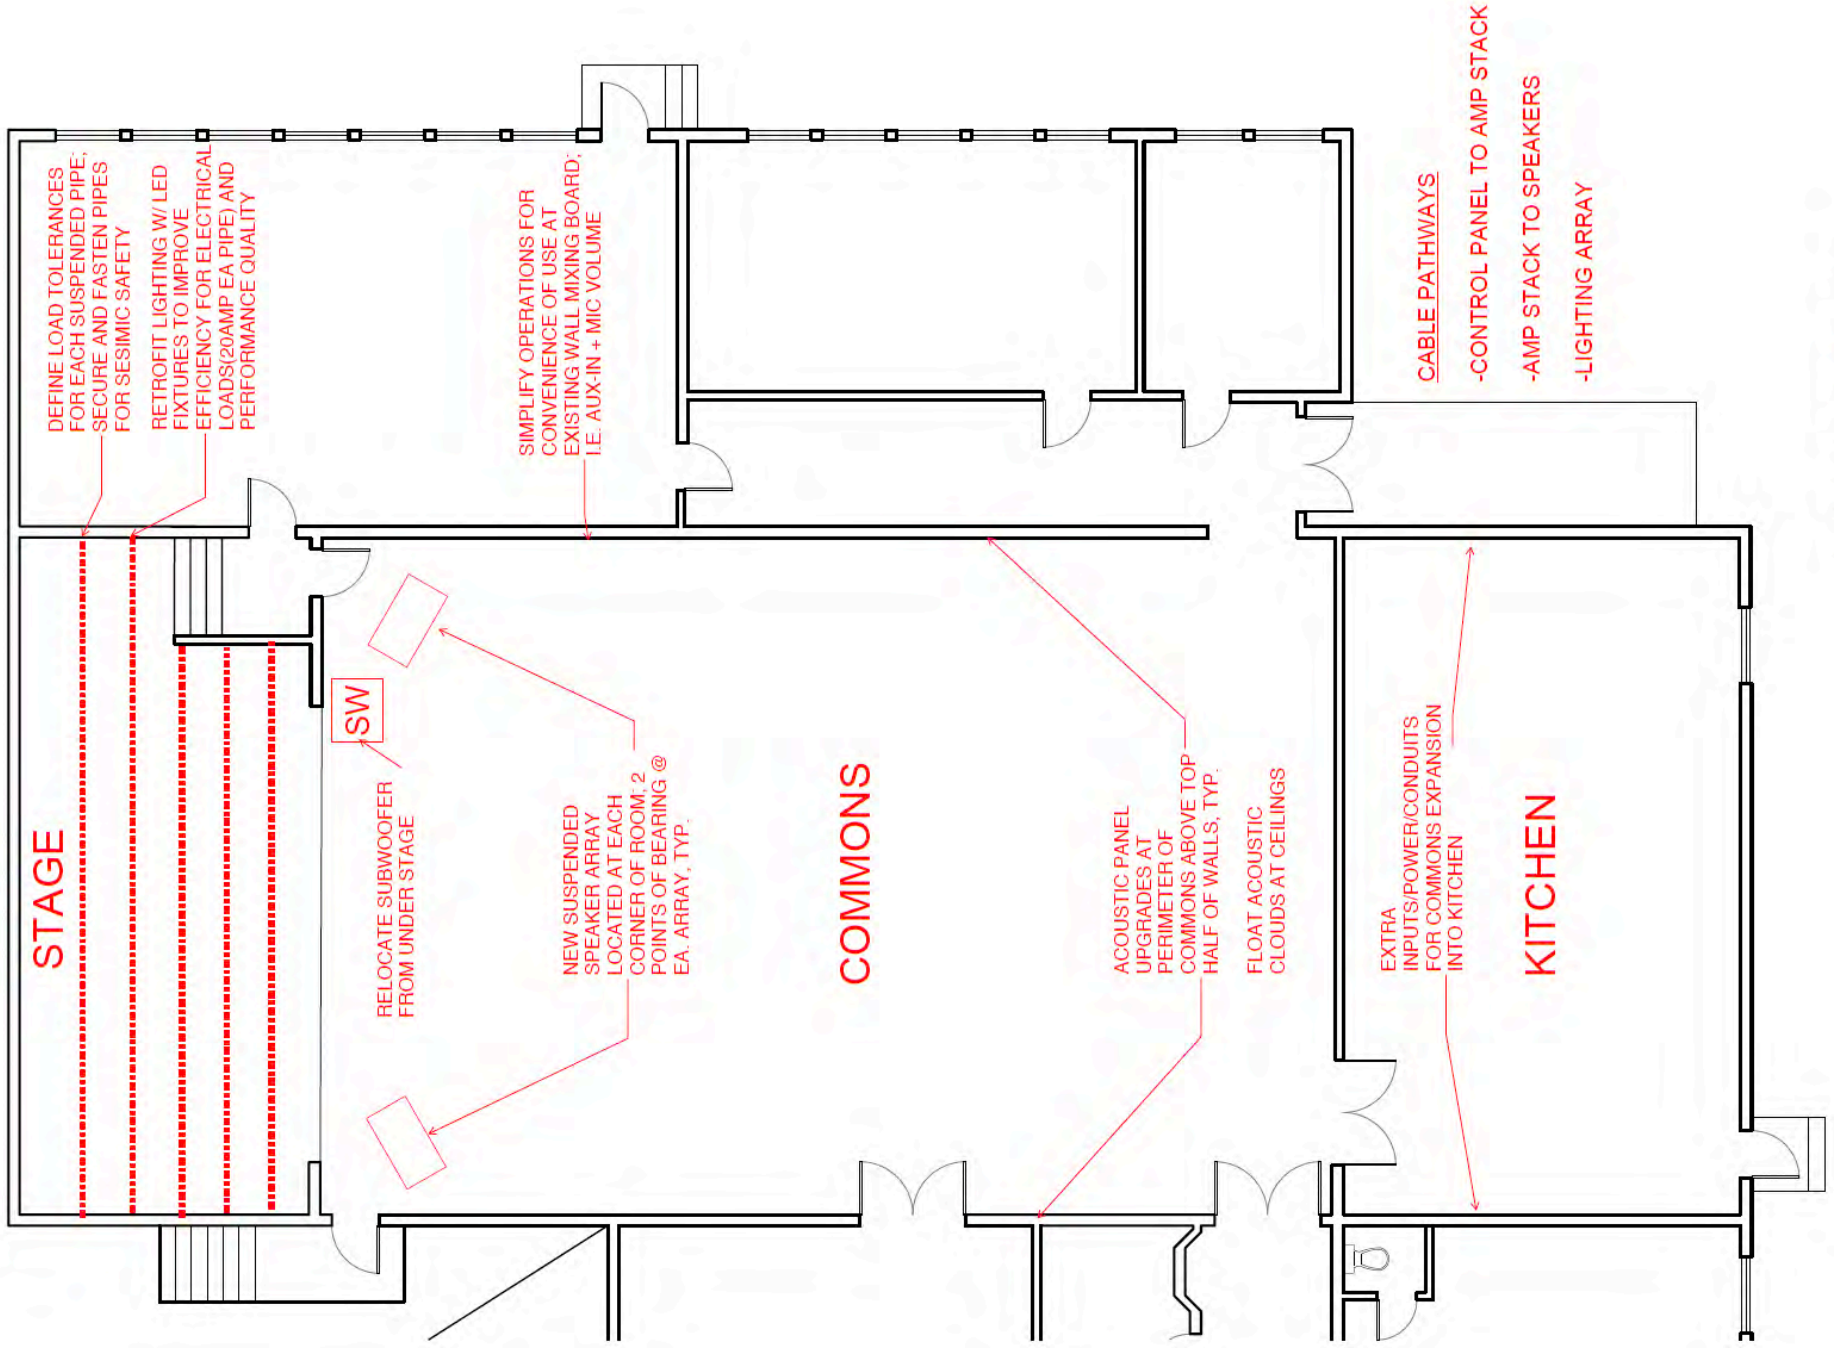 STAGE
DEFINE LOAD TOLERANCES
FOR EACH SUSPENDED PIPE;
SECURE AND FASTEN PIPES
FOR SESIMIC SAFETY
RETROFIT LIGHTING W/ LED
FIXTURES TO IMPROVE
EFFICIENCY FOR ELECTRICAL
LOADS(20AMP EA PIPE) AND
PERFORMANCE QUALITY
SW
RELOCATE SUBWOOFER
FROM UNDER STAGE
SIMPLIFY OPERATIONS FOR
CONVENIENCE OF USE AT
EXISTING WALL MIXING BOARD;
I.E. AUX-IN + MIC VOLUME
NEW SUSPENDED
SPEAKER ARRAY
LOCATED AT EACH
CORNER OF ROOM; 2
POINTS OF BEARING @
EA. ARRAY, TYP.
COMMONS
ACOUSTIC PANEL
UPGRADES AT
PERIMETER OF
COMMONS ABOVE TOP
HALF OF WALLS, TYP.
FLOAT ACOUSTIC
CLOUDS AT CEILINGS
EXTRA
INPUTS/POWER/CONDUITS
FOR COMMONS EXPANSION
INTO KITCHEN
KITCHEN
CABLE PATHWAYS
-CONTROL PANEL TO AMP STACK
-AMP STACK TO SPEAKERS
-LIGHTING ARRAY